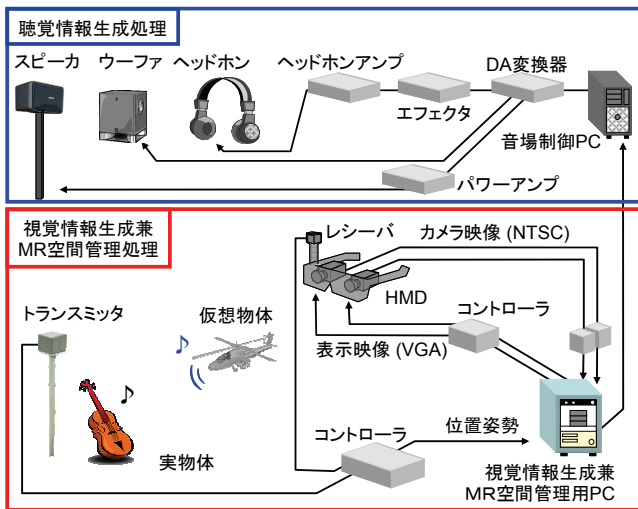 聴覚情報生成処理
スピーカ
ウーファ
ヘッドホン
ヘッドホンアンプ
DA変換器
エフェクタ
音場制御PC
パワーアンプ
視覚情報生成兼
MR空間管理処理
レシーバ
カメラ映像 (NTSC)
HMD
トランスミッタ
仮想物体
コントローラ
表示映像 (VGA)
実物体
コントローラ
位置姿勢
視覚情報生成兼
MR空間管理用PC